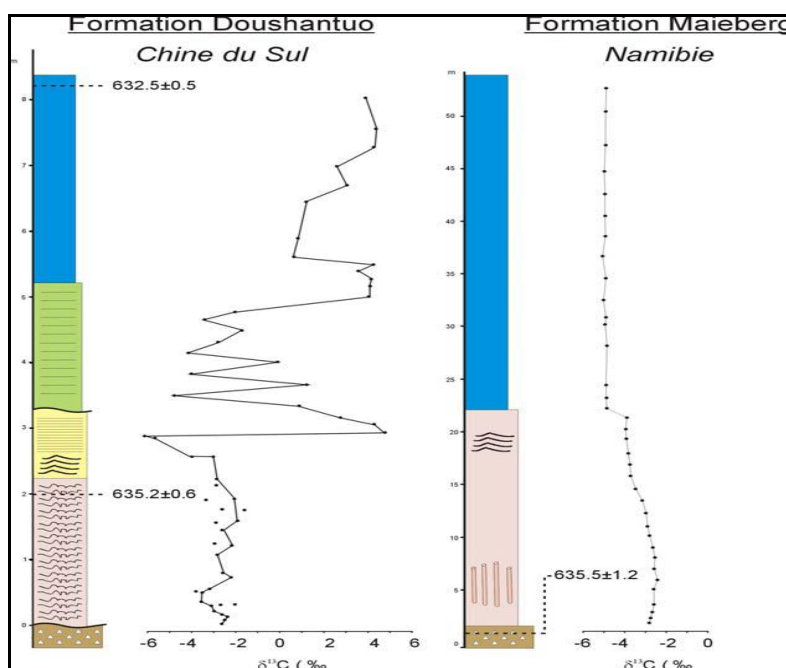 Formation Doushantuo
Chine du Sul
Formation Maieberg
Namibie
m
8
7
6
5
4
3
2
1
0
632.5±0.5
635.2±0.6
-6 -4 -2 0 2 4 6
δ¹³C ( ‰
m
50
45
40
35
30
25
20
15
10
5
0
635.5±1.2
-6 -4 -2 0
δ¹³C ( ‰